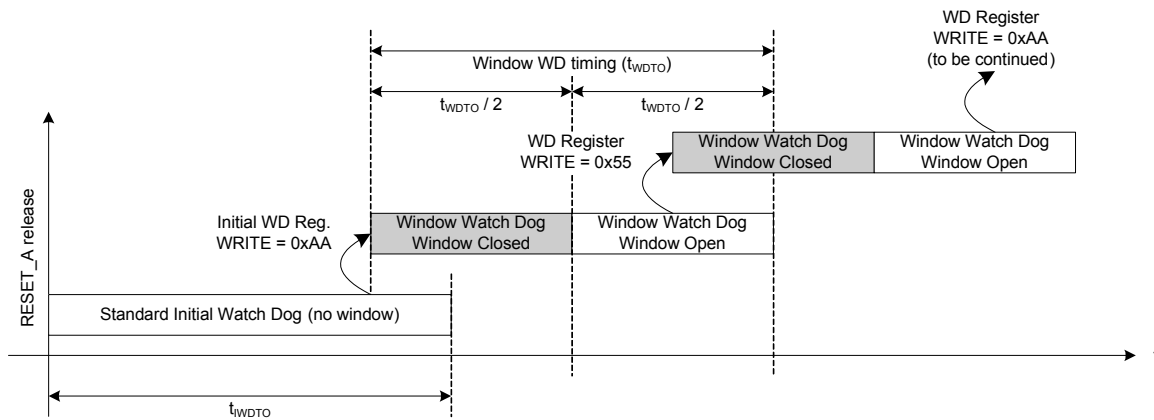 WD Register
WRITE = 0xAA
(to be continued)
Window WD timing (tWDTO)
tWDTO / 2
tWDTO / 2
WD Register
WRITE = 0x55
Window Watch Dog
Window Closed
Window Watch Dog
Window Open
Initial WD Reg.
WRITE = 0xAA
Window Watch Dog
Window Closed
Window Watch Dog
Window Open
RESET_A release
Standard Initial Watch Dog (no window)
tIWDTO